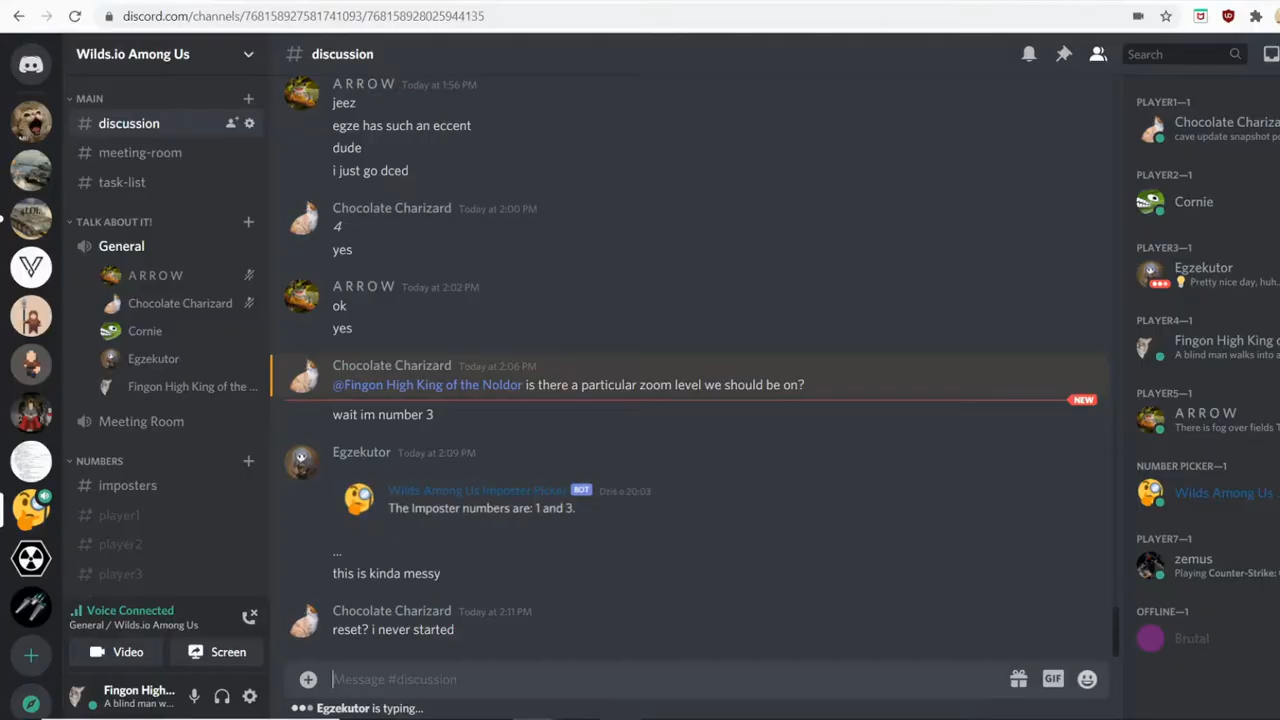 discord.com/channels/768158927581741093/768158928025944135
Wilds.io Among Us
# discussion
Search
MAIN
# discussion
# meeting-room
# task-list
TALK ABOUT IT!
General
A R R O W
Chocolate Charizard
Cornie
Egzekutor
Fingon High King of the ...
Meeting Room
NUMBERS
# imposters
# player1
# player2
# player3
Voice Connected
General / Wilds.io Among Us
Video
Screen
Fingon High...
A blind man w...
A R R O W Today at 1:56 PM
jeez
egze has such an eccent
dude
i just go dced
Chocolate Charizard Today at 2:00 PM
4
yes
A R R O W Today at 2:02 PM
ok
yes
Chocolate Charizard Today at 2:06 PM
@Fingon High King of the Noldor is there a particular zoom level we should be on?
NEW
wait im number 3
Egzekutor Today at 2:09 PM
Wilds Among Us Imposter Picker BOT Dziś o 20:03
The Imposter numbers are: 1 and 3.
...
this is kinda messy
Chocolate Charizard Today at 2:11 PM
reset? i never started
Message #discussion
GIF
Egzekutor is typing...
PLAYER1—1
Chocolate Chariza
cave update snapshot p
PLAYER2—1
Cornie
PLAYER3—1
Egzekutor
Pretty nice day, huh..
PLAYER4—1
Fingon High King o
A blind man walks into a
PLAYER5—1
A R R O W
There is fog over fields T
NUMBER PICKER—1
Wilds Among Us
PLAYER7—1
zemus
Playing Counter-Strike:
OFFLINE—1
Brutal